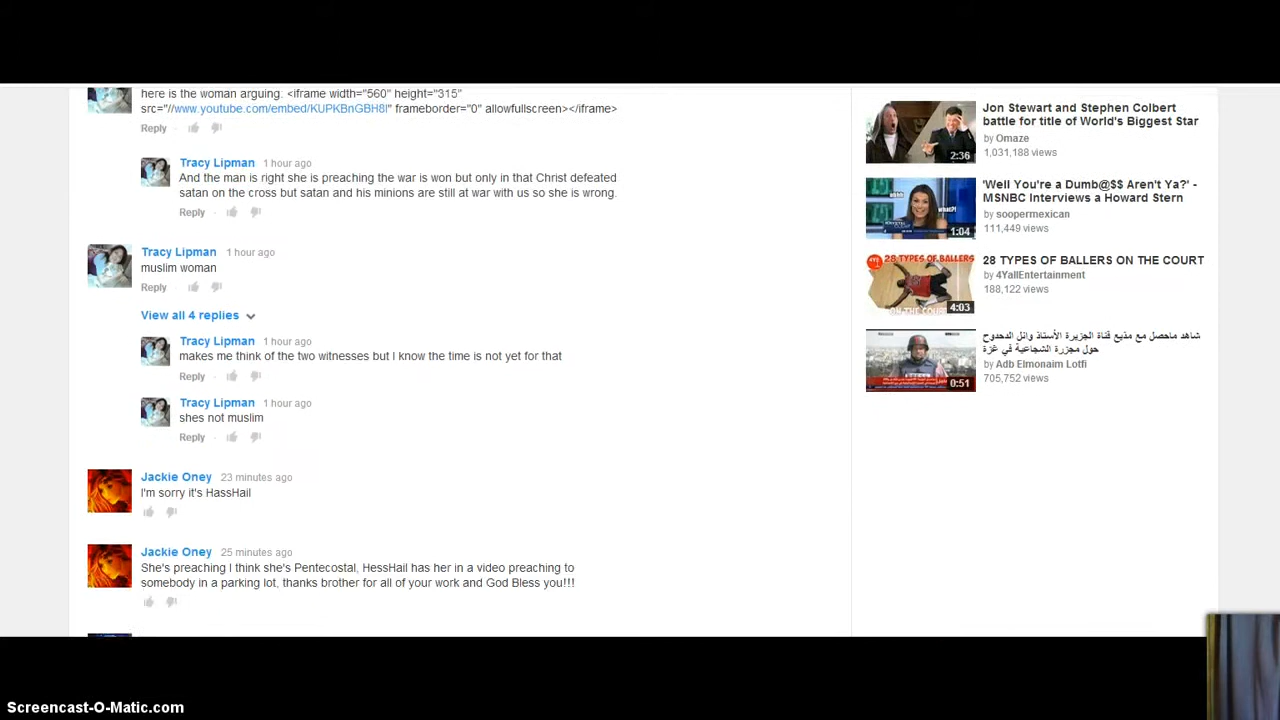 here is the woman arguing: <iframe width="560" height="315"
src="//www.youtube.com/embed/KUPKBnGBH8I" frameborder="0" allowfullscreen></iframe>
Reply
Tracy Lipman 1 hour ago
And the man is right she is preaching the war is won but only in that Christ defeated
satan on the cross but satan and his minions are still at war with us so she is wrong.
Reply
Tracy Lipman 1 hour ago
muslim woman
Reply
View all 4 replies
Tracy Lipman 1 hour ago
makes me think of the two witnesses but I know the time is not yet for that
Reply
Tracy Lipman 1 hour ago
shes not muslim
Reply
Jackie Oney 23 minutes ago
I'm sorry it's HassHail
Jackie Oney 25 minutes ago
She's preaching I think she's Pentecostal, HessHail has her in a video preaching to
somebody in a parking lot, thanks brother for all of your work and God Bless you!!!
Jon Stewart and Stephen Colbert
battle for title of World's Biggest Star
by Omaze
1,031,188 views
2:36
'Well You're a Dumb@$$ Aren't Ya?' -
MSNBC Interviews a Howard Stern
by soopermexican
111,449 views
what?!
1:04
28 TYPES OF BALLERS ON THE COURT
by 4YallEntertainment
188,122 views
28 TYPES OF BALLERS
ON THE COURT
4:03
شاهد ماحصل مع مذيع قناة الجزيرة الأستاذ وائل الدحدوح
حول مجزرة الشجاعية في غزة
by Adb Elmonaim Lotfi
705,752 views
0:51
Screencast-O-Matic.com